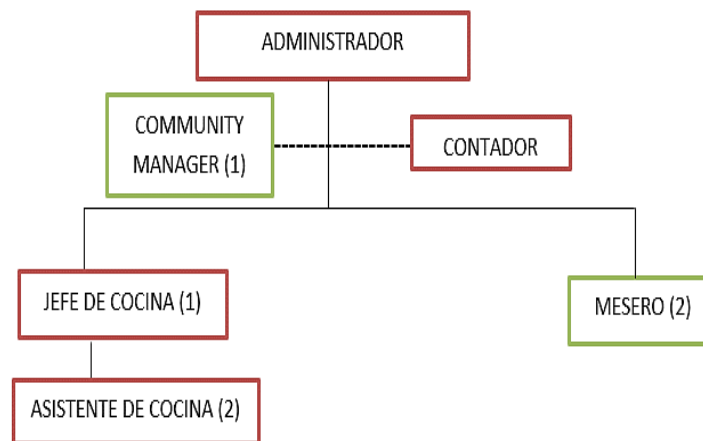 ADMINISTRADOR
COMMUNITY
MANAGER (1)
CONTADOR
JEFE DE COCINA (1)
MESERO (2)
ASISTENTE DE COCINA (2)